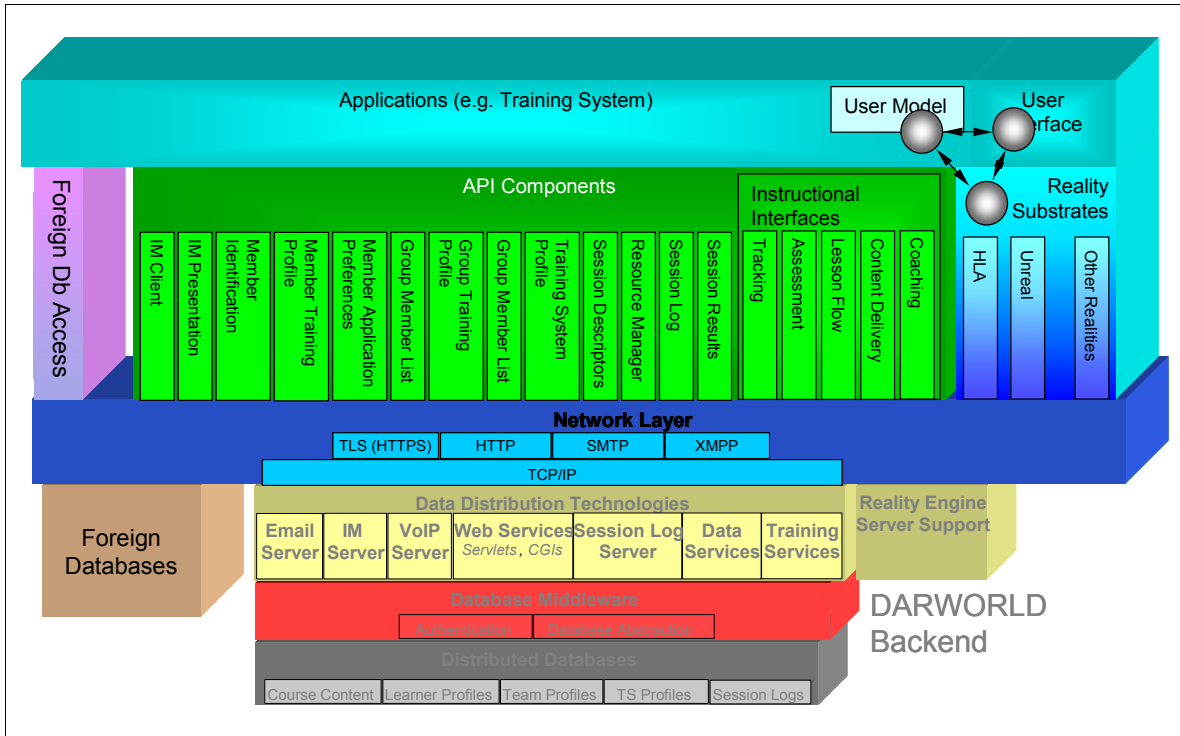 Applications (e.g. Training System)
User Model
User
erface
Foreign Db Access
API Components
Instructional
Interfaces
Reality
Substrates
IM Client
IM Presentation
Member
Identification
Member Training
Profile
Member Application
Preferences
Group Member List
Group Training
Profile
Group Member List
Training System
Profile
Session Descriptors
Resource Manager
Session Log
Session Results
Tracking
Assessment
Lesson Flow
Content Delivery
Coaching
HLA
Unreal
Other Realities
Network Layer
TLS (HTTPS)
HTTP
SMTP
XMPP
TCP/IP
Foreign
Databases
Data Distribution Technologies
Email
Server
IM
Server
VoIP
Server
Web Services
Servlets , CGIs
Session Log
Server
Data
Services
Training
Services
Reality Engine
Server Support
Database Middleware
Authentication
Database Abstraction
DARWORLD
Backend
Distributed Databases
Course Content
Learner Profiles
Team Profiles
TS Profiles
Session Logs